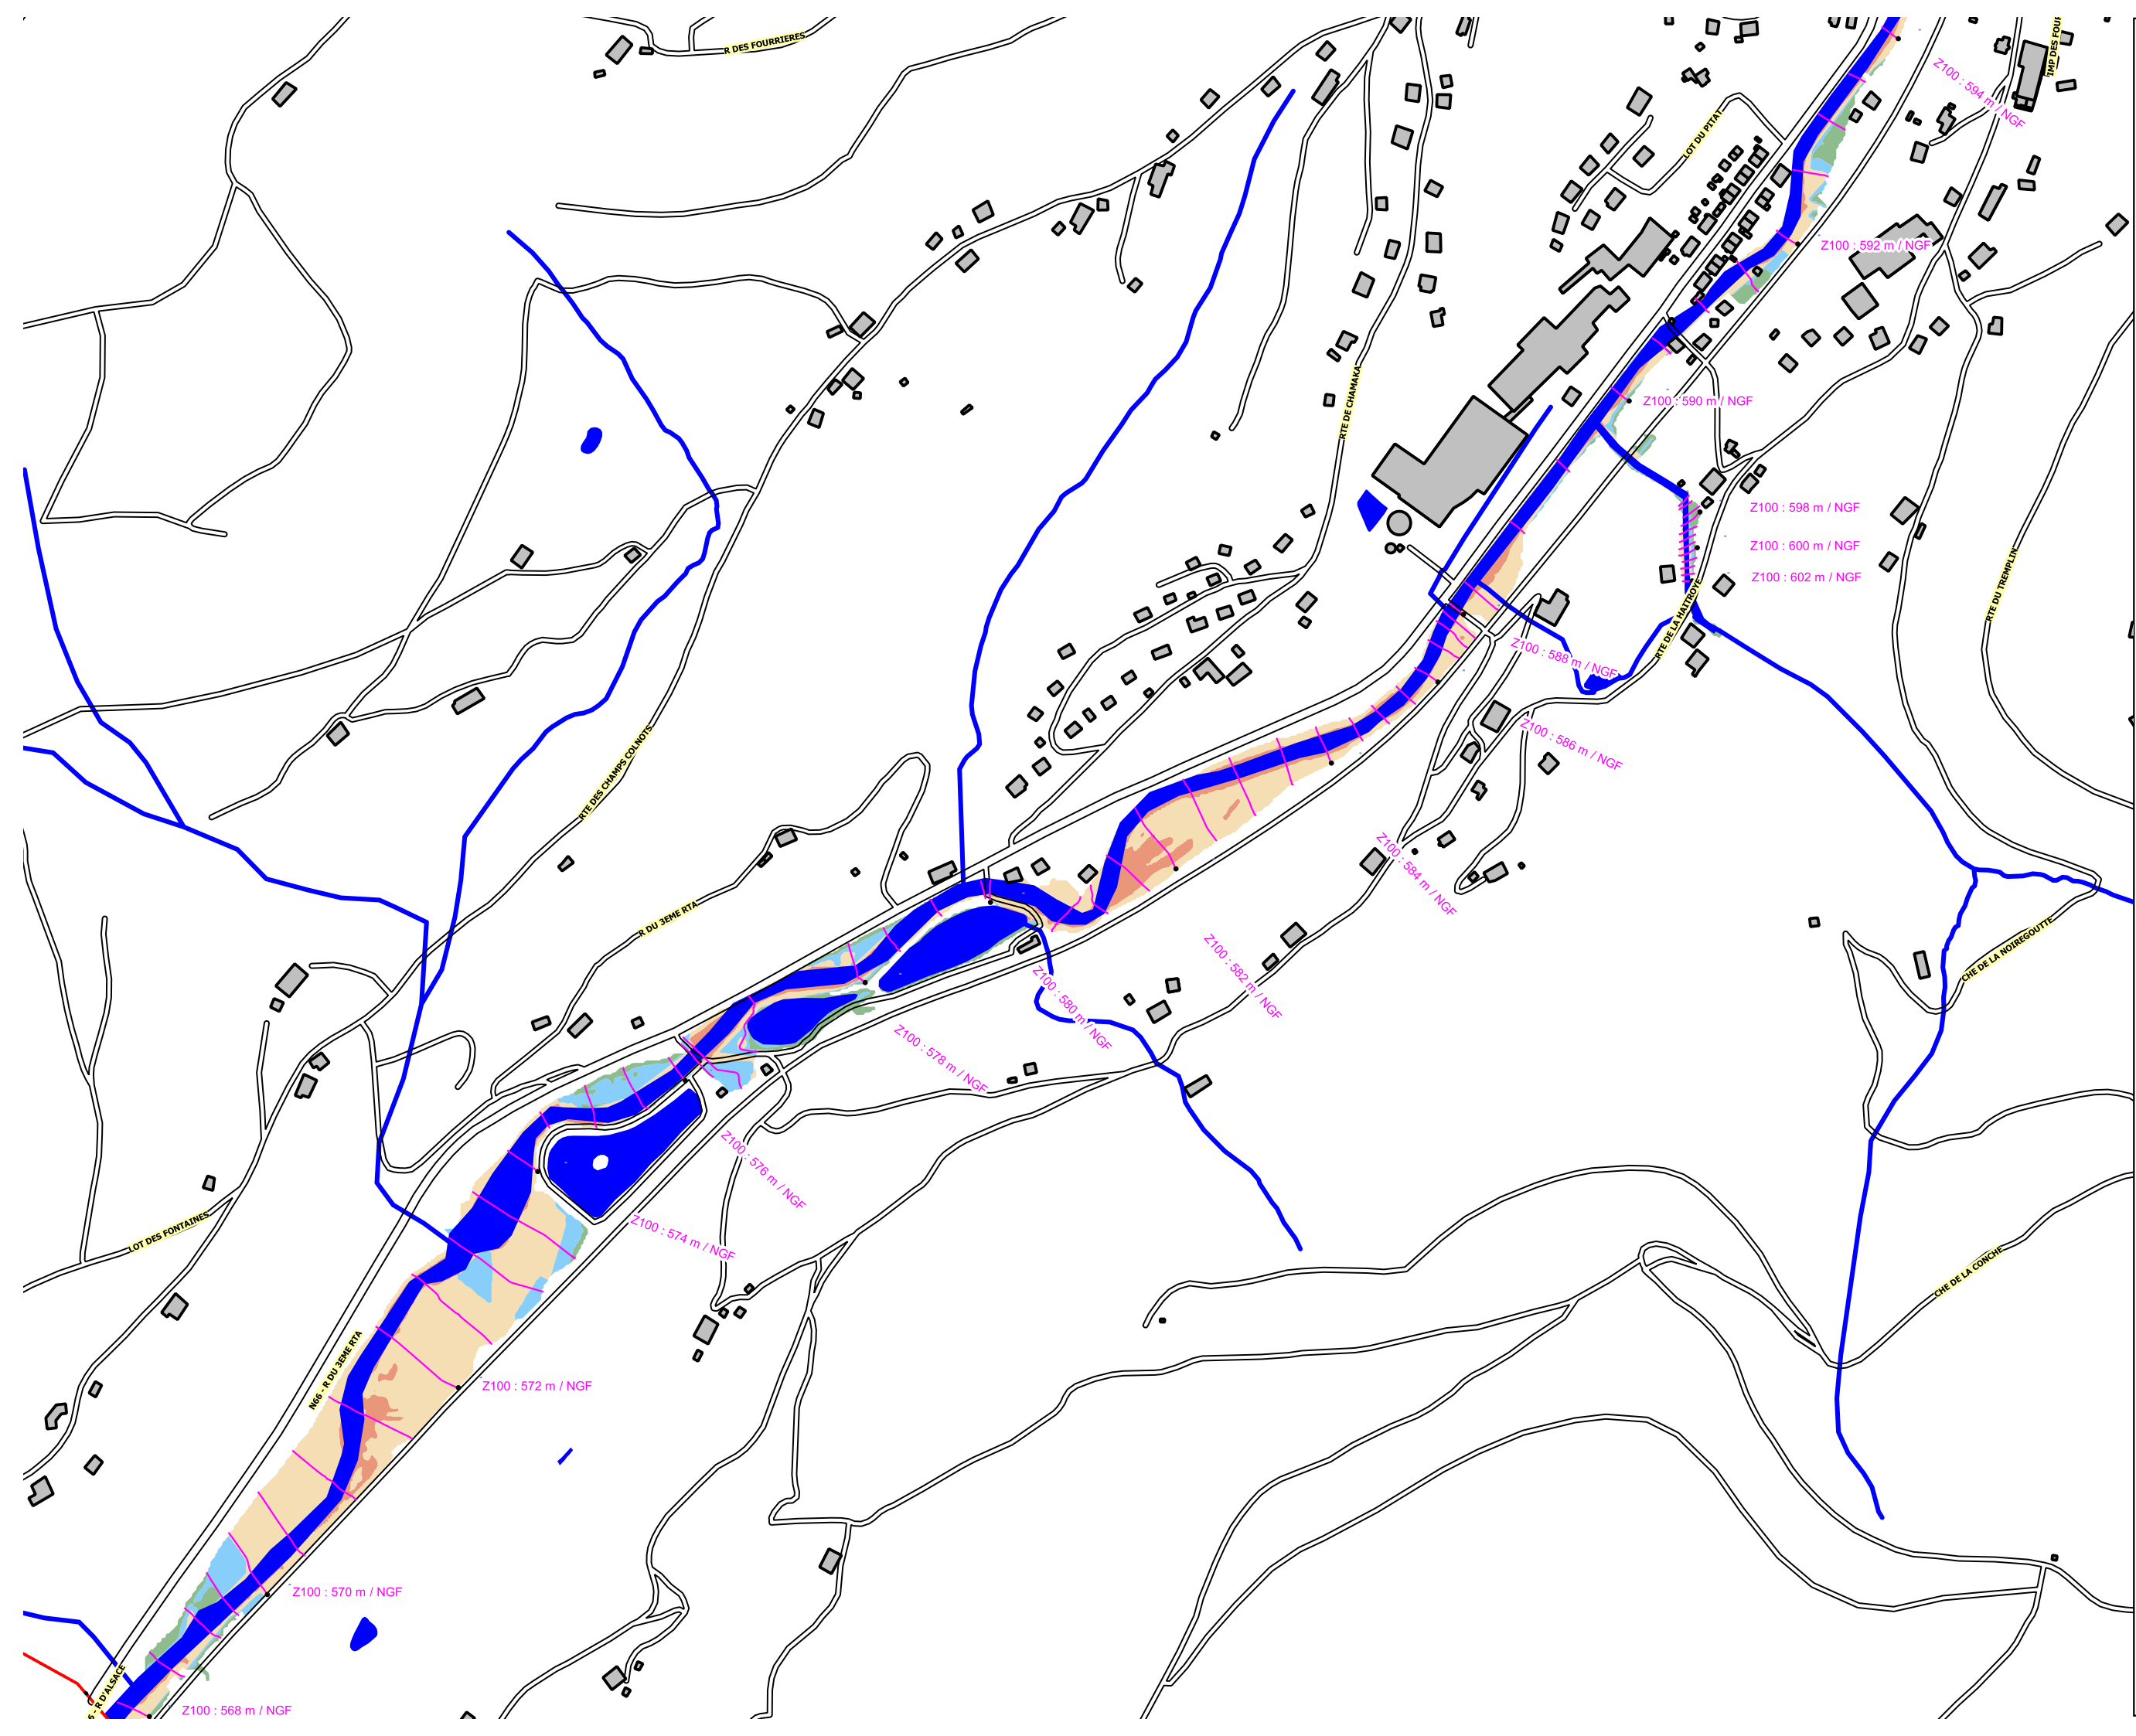 R DES FOURRIERES
IMP DES FOUR
Z100 : 594 m / NGF
LOT DU PITAT
Z100 : 592 m / NGF
RTE DE CHAMAKA
Z100 : 590 m / NGF
Z100 : 598 m / NGF
Z100 : 600 m / NGF
Z100 : 602 m / NGF
RTE DU TREMPLIN
RTE DE LA HAITROYE
Z100 : 588 m / NGF
Z100 : 586 m / NGF
RTE DES CHAMPS COLNOTS
Z100 : 584 m / NGF
R DU 3EME RTA
CHE DE LA NOIREGOUTTE
Z100 : 582 m / NGF
Z100 : 580 m / NGF
Z100 : 578 m / NGF
Z100 : 576 m / NGF
LOT DES FONTAINES
Z100 : 574 m / NGF
CHE DE LA CONCHE
N66 - R DU 3EME RTA
Z100 : 572 m / NGF
Z100 : 570 m / NGF
6 - R D'ALSACE
Z100 : 568 m / NGF